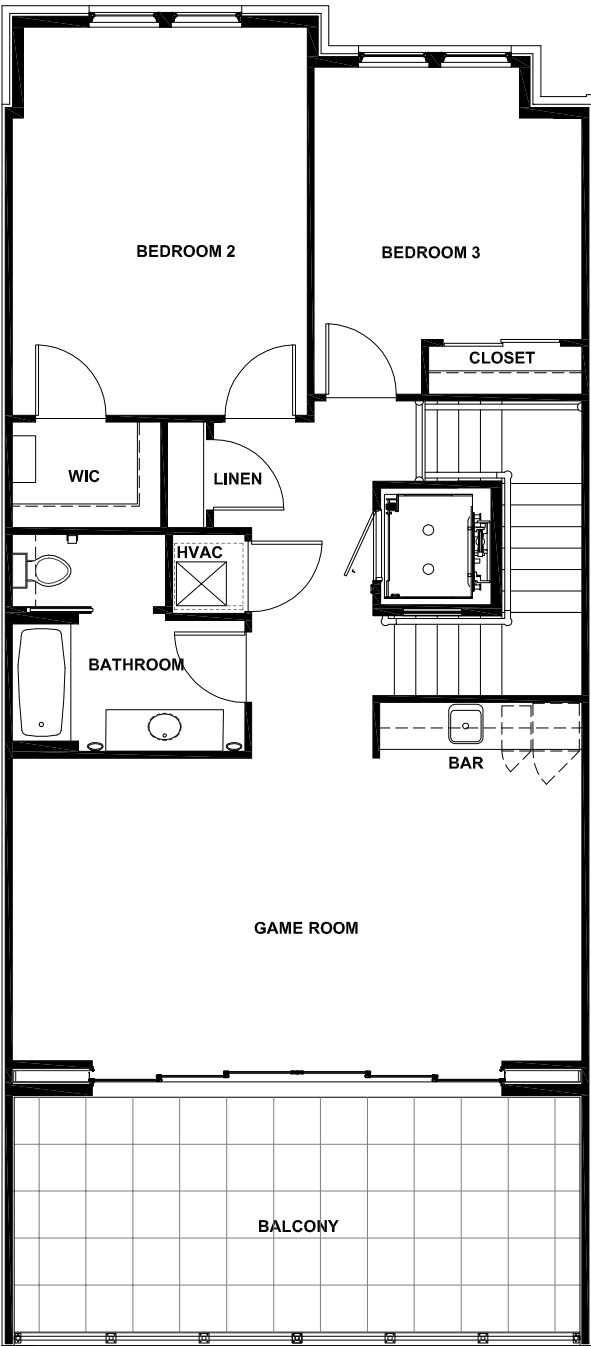 BEDROOM 2
BEDROOM 3
CLOSET
WIC
LINEN
HVAC
BATHROOM
BAR
GAME ROOM
BALCONY